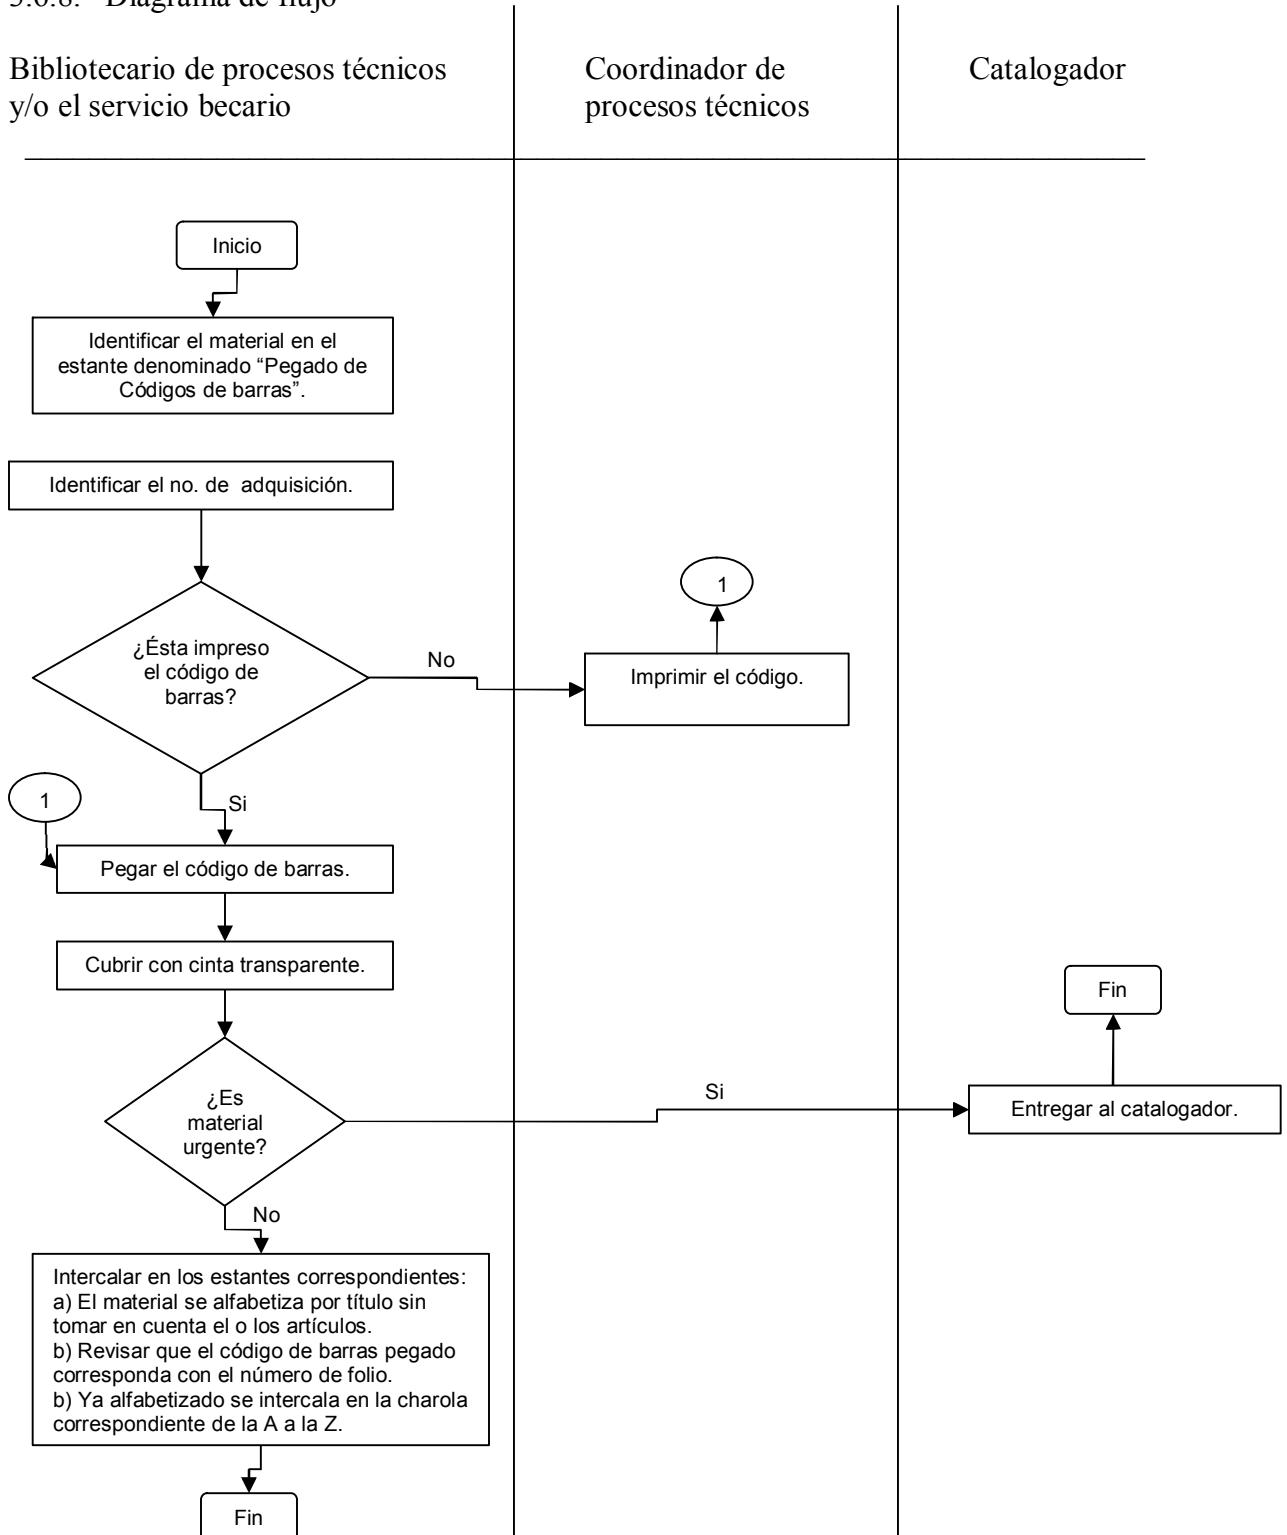 5.6.8. Diagrama de flujo
Bibliotecario de procesos técnicos
y/o el servicio becario
Coordinador de
procesos técnicos
Catalogador
Inicio
Identificar el material en el
estante denominado “Pegado de
Códigos de barras”.
Identificar el no. de adquisición.
¿Ésta impreso
el código de
barras?
No
Imprimir el código.
1
Si
1
Pegar el código de barras.
Cubrir con cinta transparente.
¿Es
material
urgente?
Si
Entregar al catalogador.
Fin
No
Intercalar en los estantes correspondientes:
a) El material se alfabetiza por título sin
tomar en cuenta el o los artículos.
b) Revisar que el código de barras pegado
corresponda con el número de folio.
b) Ya alfabetizado se intercala en la charola
correspondiente de la A a la Z.
Fin